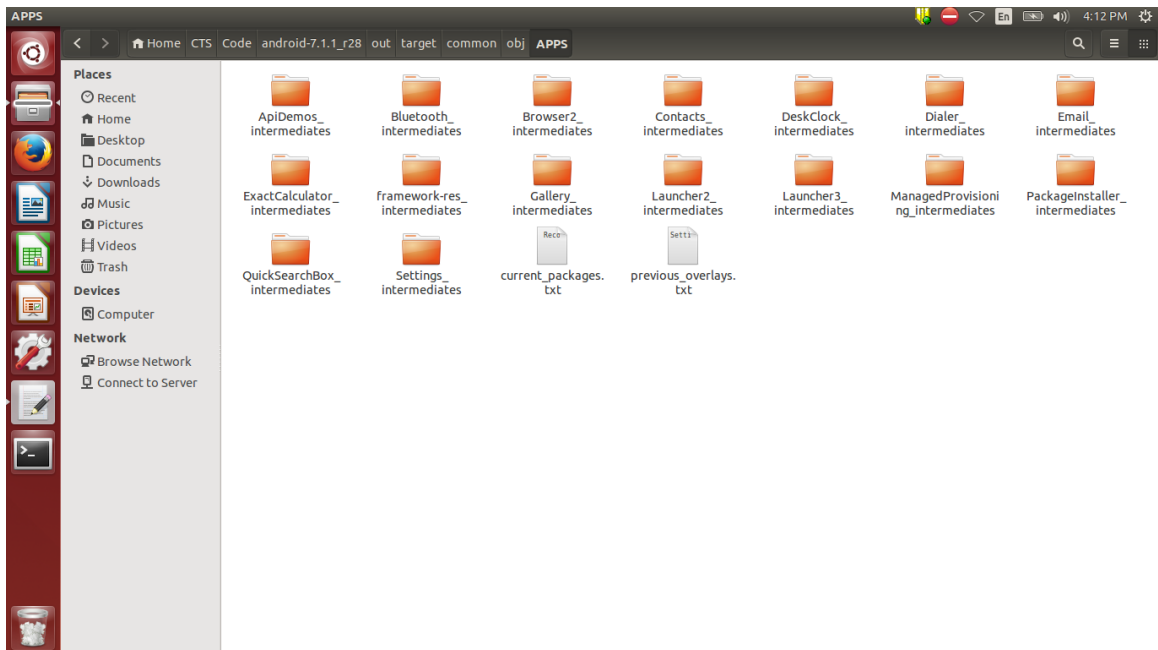 APPS
En
4:12 PM
Home CTS Code android-7.1.1_r28 out target common obj APPS
Places
Recent
Home
Desktop
Documents
Downloads
Music
Pictures
Videos
Trash
Devices
Computer
Network
Browse Network
Connect to Server
ApiDemos_
intermediates
Bluetooth_
intermediates
Browser2_
intermediates
Contacts_
intermediates
DeskClock_
intermediates
Dialer_
intermediates
Email_
intermediates
ExactCalculator_
intermediates
framework-res_
intermediates
Gallery_
intermediates
Launcher2_
intermediates
Launcher3_
intermediates
ManagedProvisioni
ng_intermediates
PackageInstaller_
intermediates
QuickSearchBox_
intermediates
Settings_
intermediates
Reco
current_packages.
txt
Setti
previous_overlays.
txt